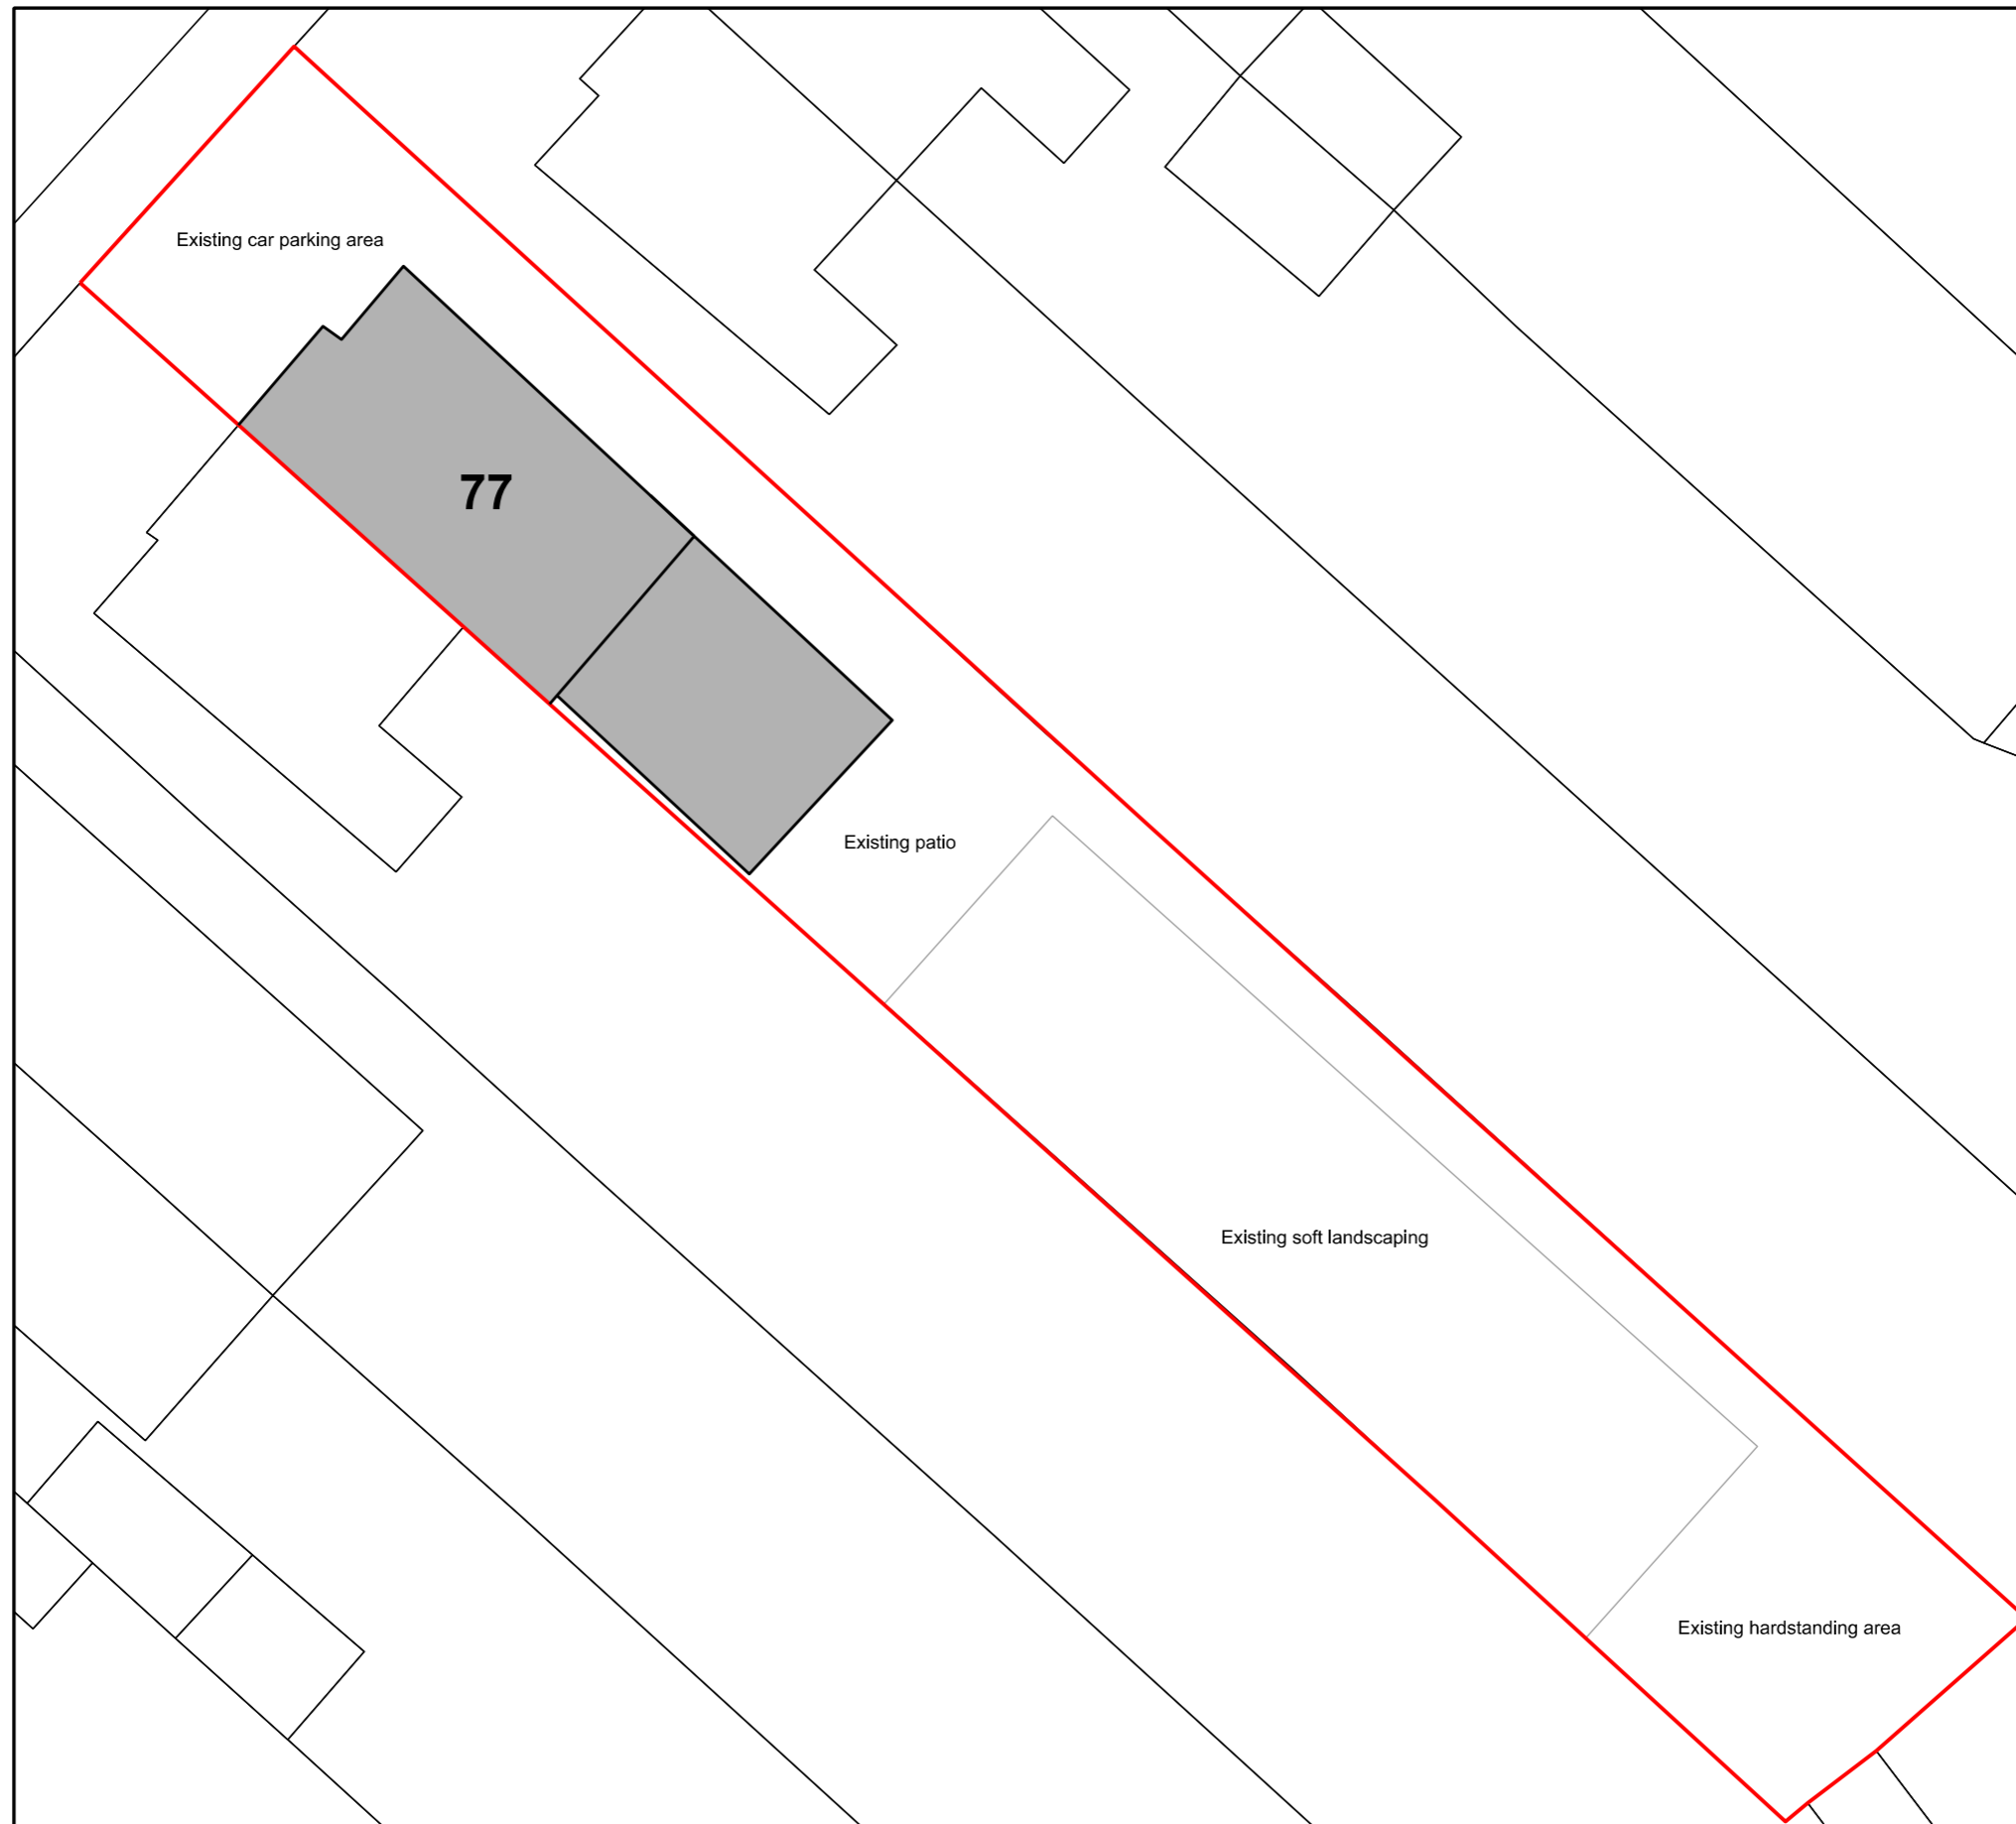 Existing car parking area
77
Existing patio
Existing soft landscaping
Existing hardstanding area